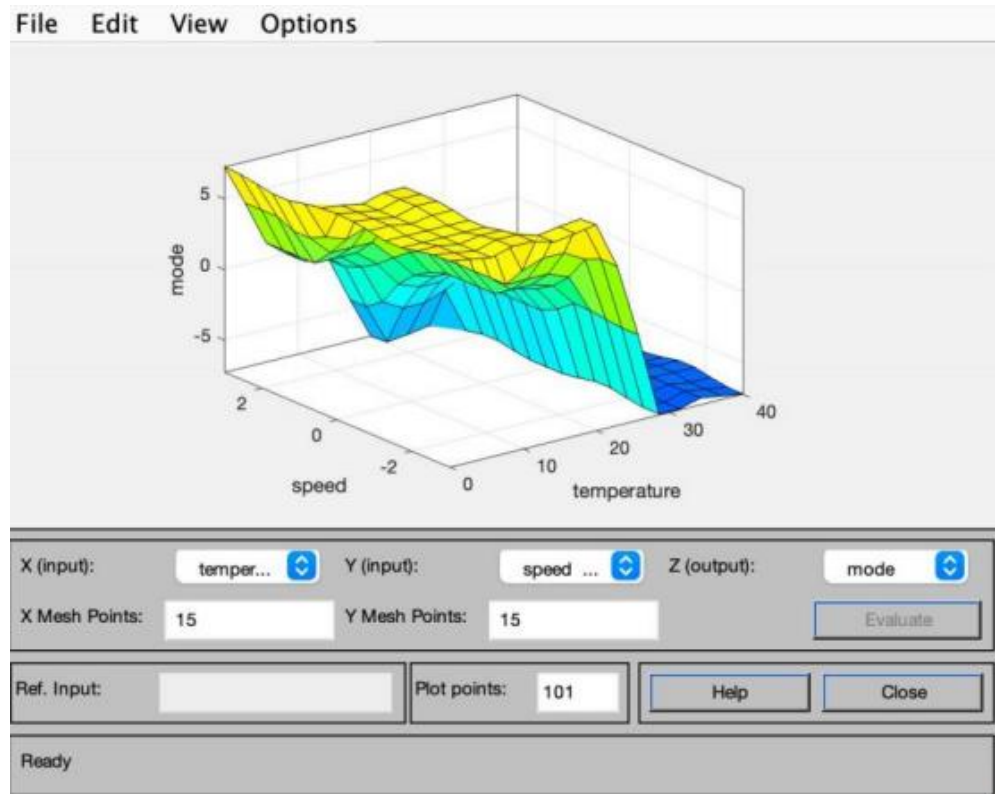 File Edit View Options
5
0
-5
mode
2
0
-2
speed
0
10
20
30
40
temperature
X (input): temper... Y (input): speed ... Z (output): mode
X Mesh Points: 15 Y Mesh Points: 15 Evaluate
Ref. Input: Plot points: 101 Help Close
Ready